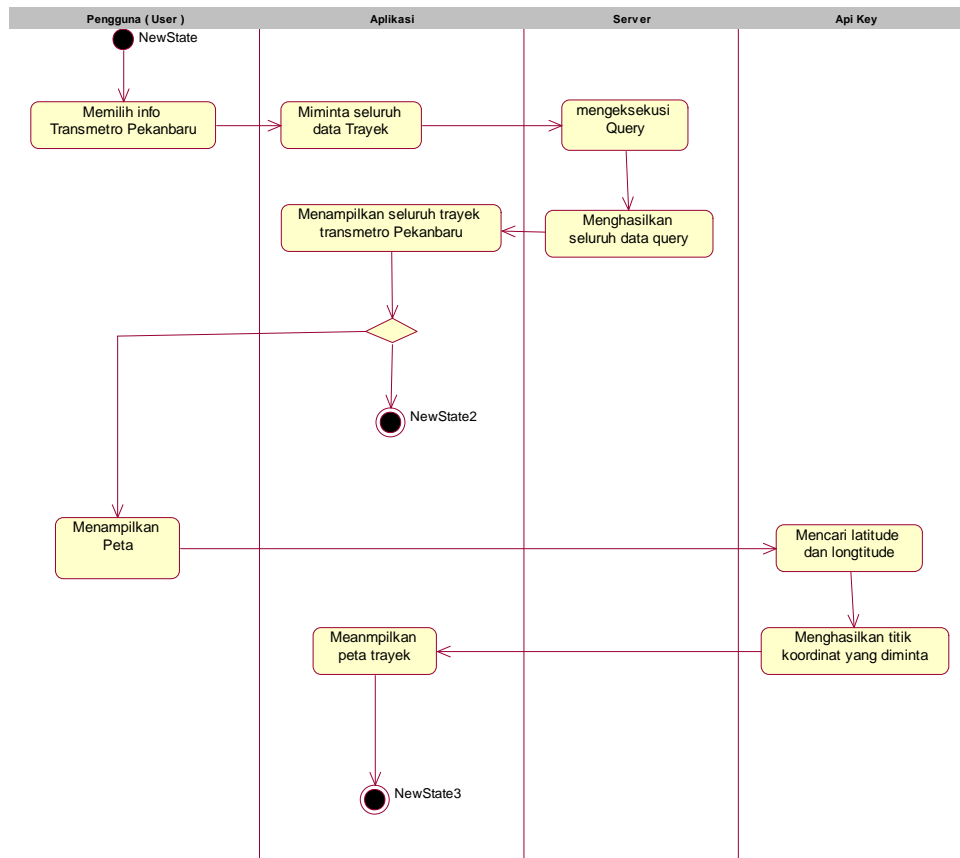 Pengguna ( User )
Aplikasi
Server
Api Key
NewState
Memilih info
Transmetro Pekanbaru
Miminta seluruh
data Trayek
mengeksekusi
Query
Menampilkan seluruh trayek
transmetro Pekanbaru
Menghasilkan
seluruh data query
NewState2
Menampilkan
Peta
Mencari latitude
dan longtitude
Meanmpilkan
peta trayek
Menghasilkan titik
koordinat yang diminta
NewState3